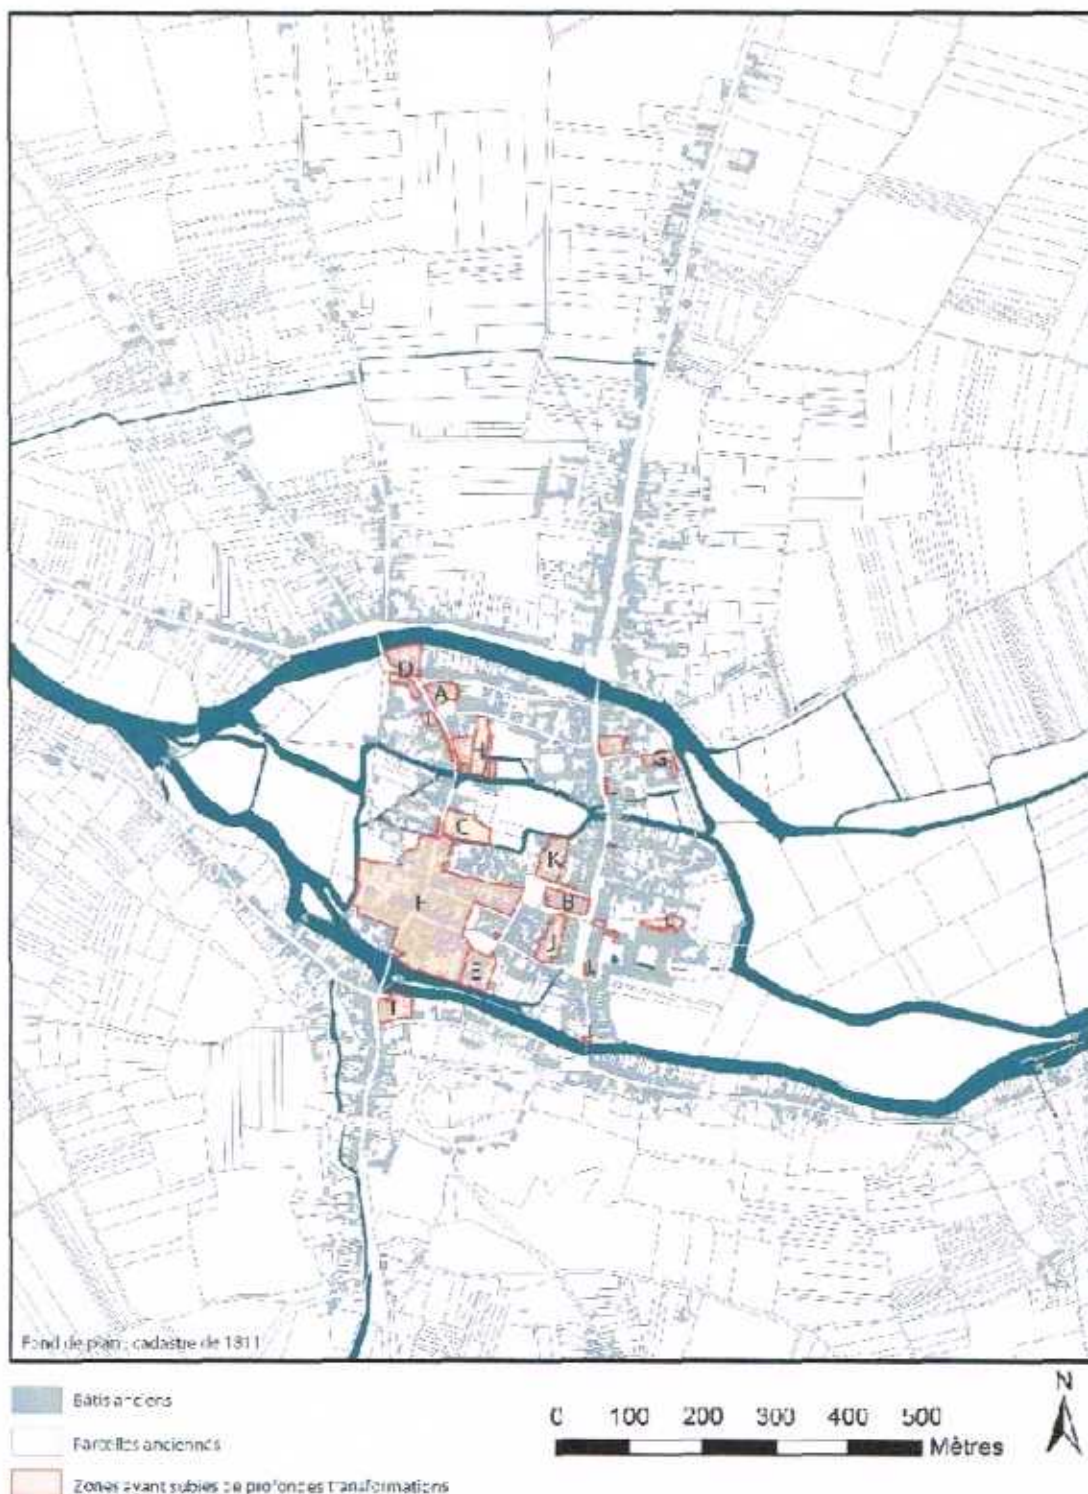 D
A
G
C
K
B
J
Fond de plan : cadastre de 1811
N
Bâtis anciens
0 100 200 300 400 500
Mètres
Parcelles anciennes
Zones ayant subies de profondes transformations